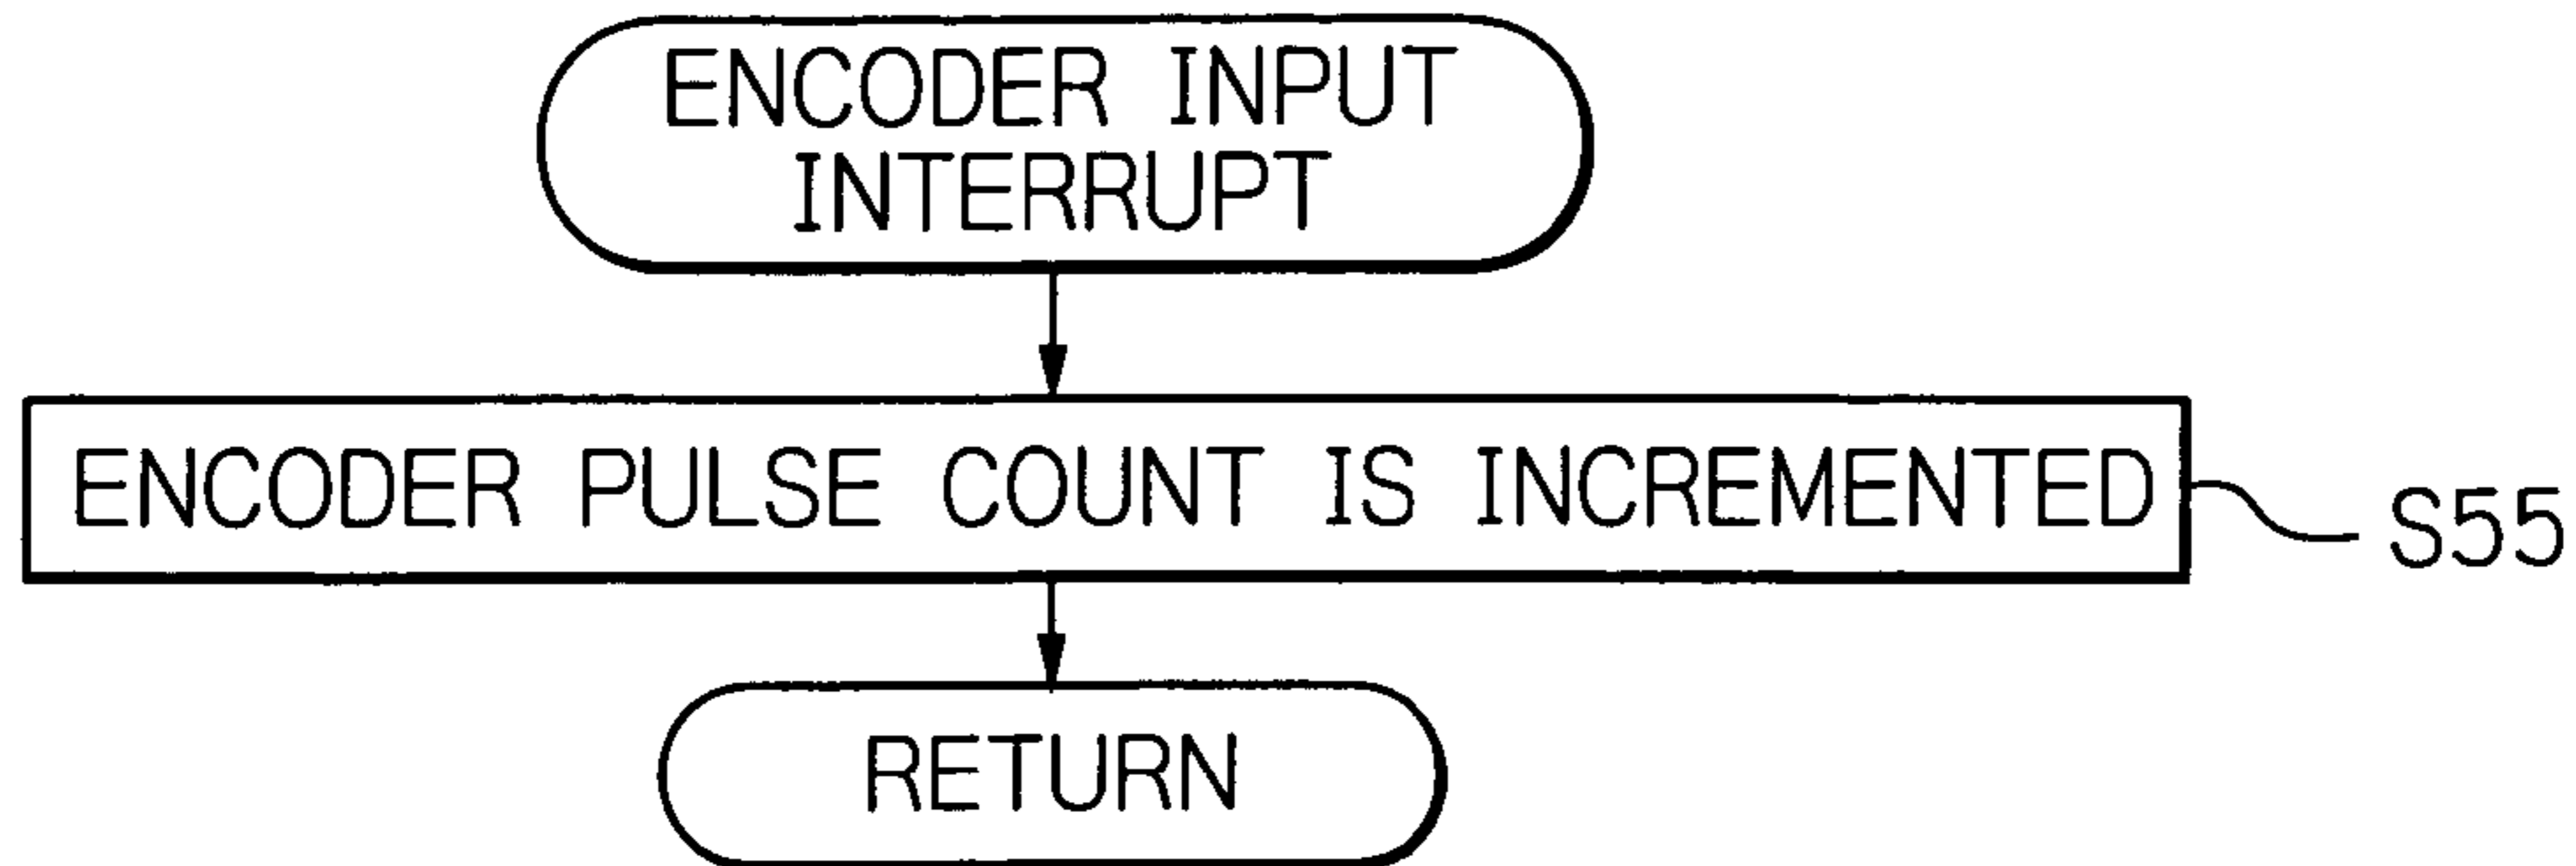 ENCODER INPUT
INTERRUPT
ENCODER PULSE COUNT IS INCREMENTED
S55
RETURN